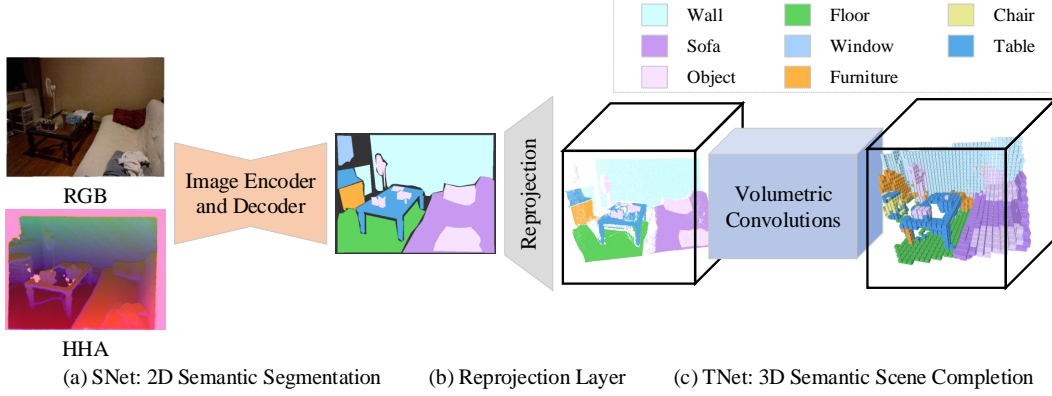 Wall Floor Chair
Sofa Window Table
Object Furniture
RGB
HHA
Image Encoder
and Decoder
Reprojection
Volumetric
Convolutions
(a) SNet: 2D Semantic Segmentation (b) Reprojection Layer (c) TNet: 3D Semantic Scene Completion